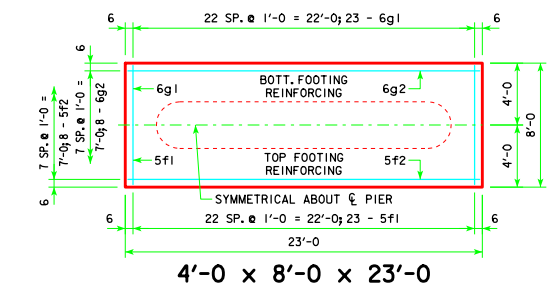 6
22 SP. @ 1'-0 = 22'-0; 23 - 6g1
6
6
7 SP. @ 1'-0 =
7'-0; 8 - 6g2
7 SP. @ 1'-0 =
7'-0; 8 - 5f2
6
BOTT. FOOTING
REINFORCING
6g1
6g2
4'-0
8'-0
4'-0
5f1
TOP FOOTING
REINFORCING
5f2
SYMMETRICAL ABOUT ℄ PIER
6
22 SP. @ 1'-0 = 22'-0; 23 - 5f1
6
23'-0
4'-0 x 8'-0 x 23'-0